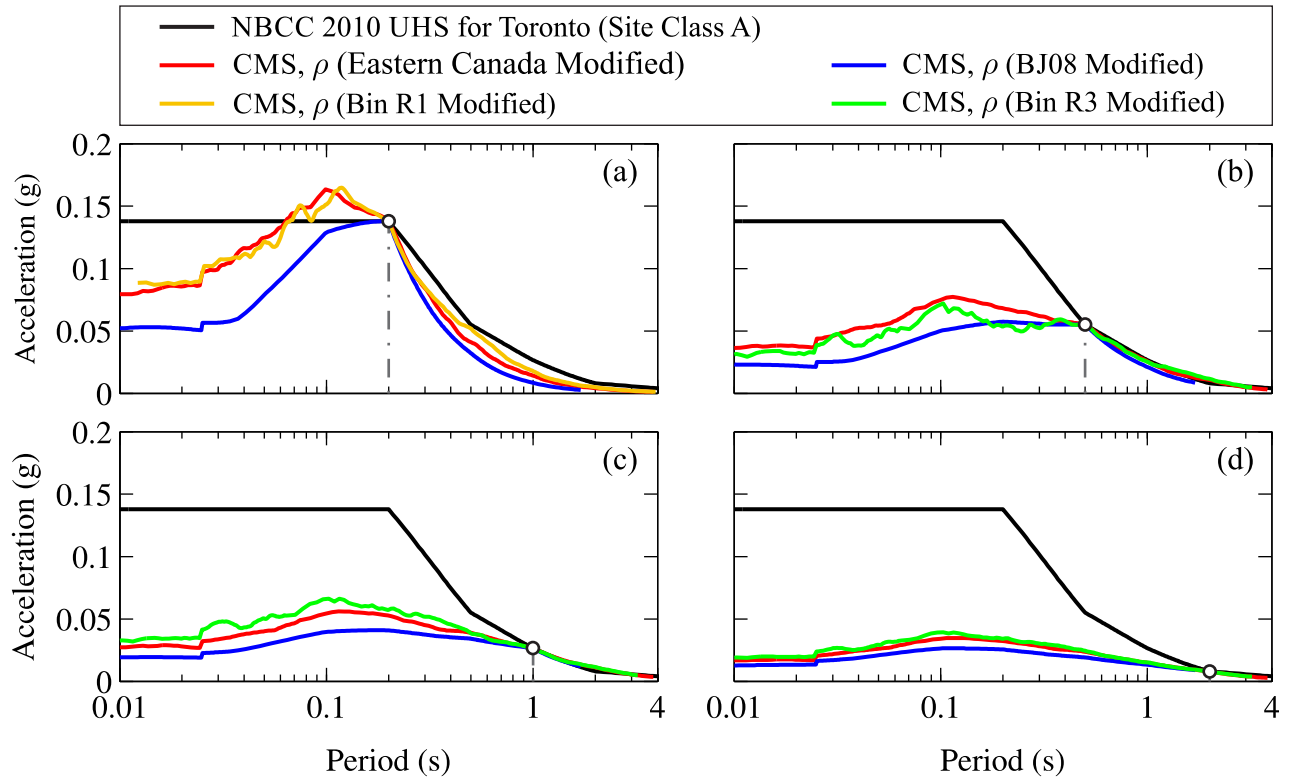 NBCC 2010 UHS for Toronto (Site Class A)
CMS, ρ (Eastern Canada Modified)
CMS, ρ (BJ08 Modified)
CMS, ρ (Bin R1 Modified)
CMS, ρ (Bin R3 Modified)
0.2
0.15
0.1
0.05
0
Acceleration (g)
(a)
(b)
0.2
0.15
0.1
0.05
0
Acceleration (g)
(c)
(d)
0.01
0.1
1
4
0.01
0.1
1
4
Period (s)
Period (s)